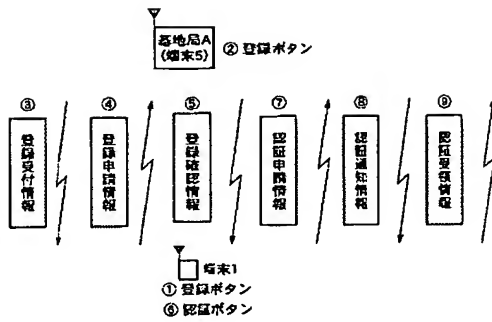 基地局A
(端末5)
② 登録ボタン
③
④
⑤
⑦
⑧
⑨
登録受付情報
登録申請情報
登録確認情報
認証申請情報
認証通知情報
認証受領情報
端末1
① 登録ボタン
⑥ 認証ボタン